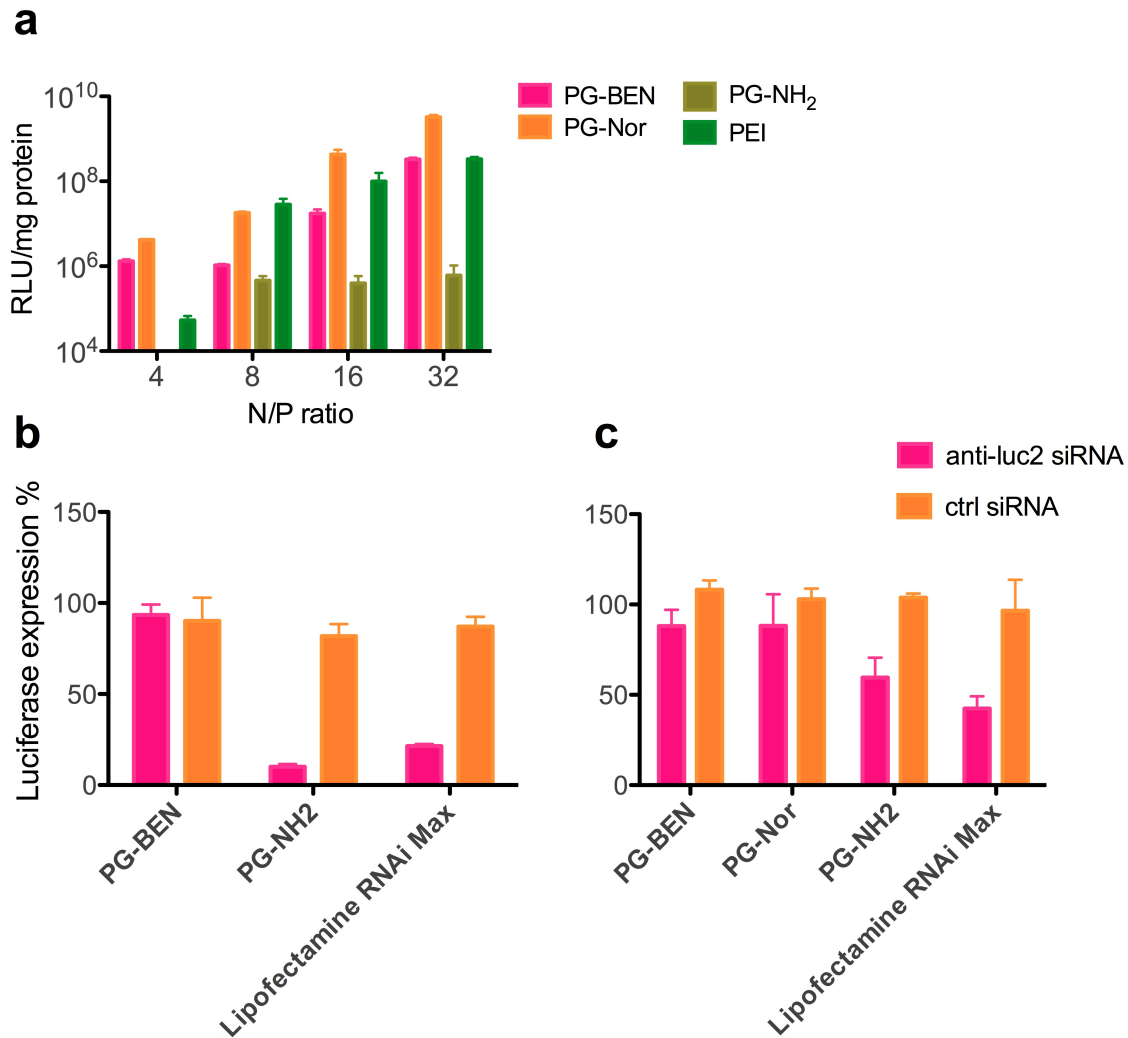 a
10^10
10^8
10^6
10^4
RLU/mg protein
4 8 16 32
N/P ratio
PG-BEN
PG-Nor
PG-NH₂
PEI
b
Luciferase expression %
150
100
50
0
PG-BEN
PG-NH2
Lipofectamine RNAi Max
c
anti-luc2 siRNA
ctrl siRNA
150
100
50
0
PG-BEN
PG-Nor
PG-NH2
Lipofectamine RNAi Max